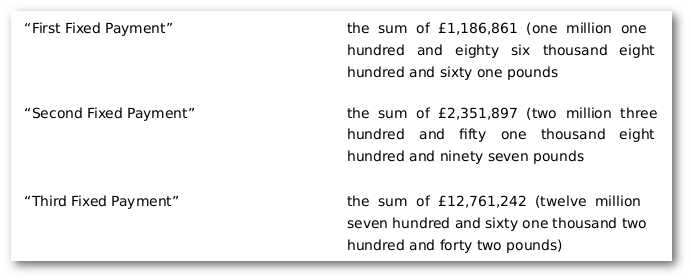 “First Fixed Payment” the sum of £1,186,861 (one million one
hundred and eighty six thousand eight
hundred and sixty one pounds
“Second Fixed Payment” the sum of £2,351,897 (two million three
hundred and fifty one thousand eight
hundred and ninety seven pounds
“Third Fixed Payment” the sum of £12,761,242 (twelve million
seven hundred and sixty one thousand two
hundred and forty two pounds)